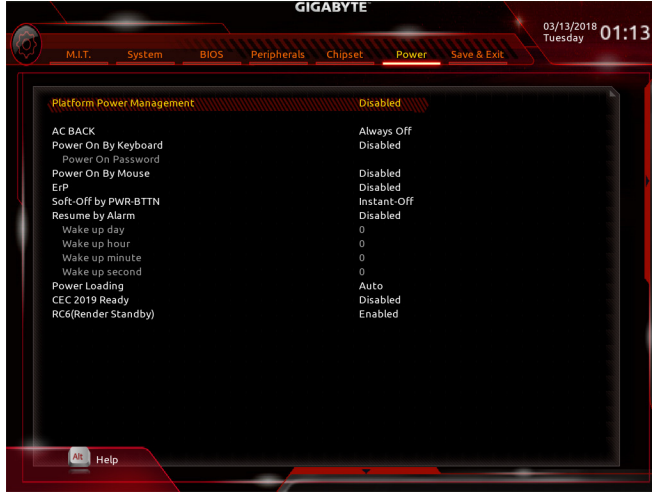 GIGABYTE™
03/13/2018 Tuesday 01:13
M.I.T. System BIOS Peripherals Chipset Power Save & Exit
Platform Power Management Disabled
AC BACK Always Off
Power On By Keyboard Disabled
Power On Password
Power On By Mouse Disabled
ErP Disabled
Soft-Off by PWR-BTTN Instant-Off
Resume by Alarm Disabled
Wake up day 0
Wake up hour 0
Wake up minute 0
Wake up second 0
Power Loading Auto
CEC 2019 Ready Disabled
RC6(Render Standby) Enabled
Alt Help